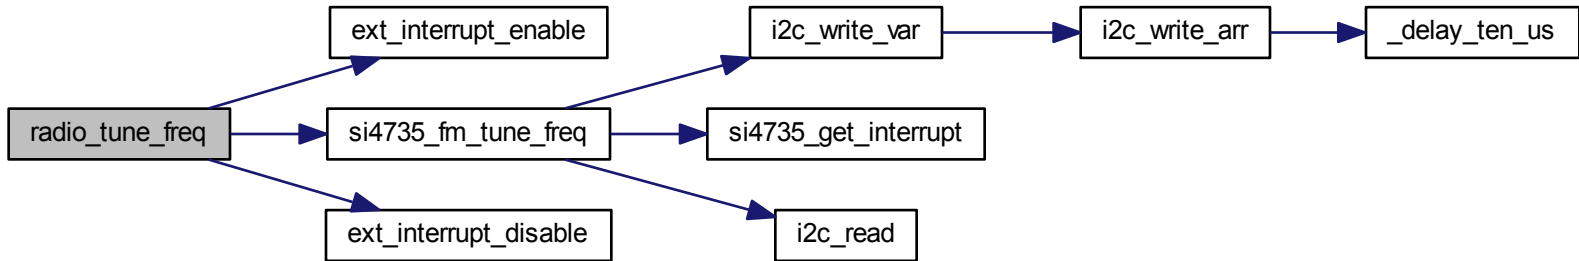 ext_interrupt_enable
i2c_write_var
i2c_write_arr
_delay_ten_us
radio_tune_freq
si4735_fm_tune_freq
si4735_get_interrupt
ext_interrupt_disable
i2c_read